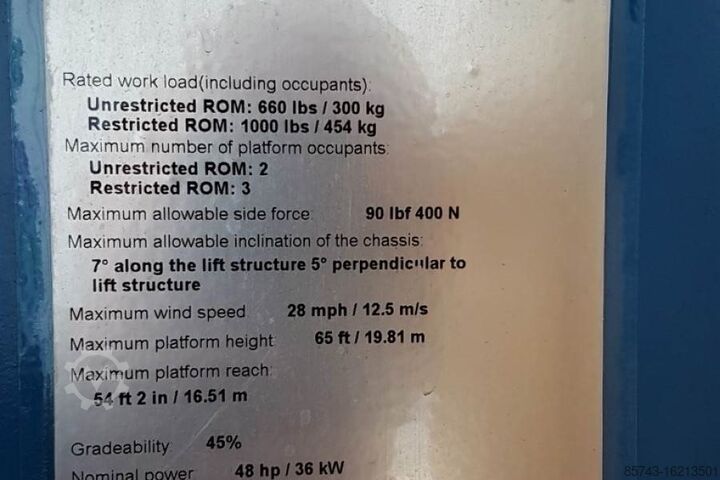 Rated work load(including occupants):
Unrestricted ROM: 660 lbs / 300 kg
Restricted ROM: 1000 lbs / 454 kg
Maximum number of platform occupants:
Unrestricted ROM: 2
Restricted ROM: 3
Maximum allowable side force: 90 lbf 400 N
Maximum allowable inclination of the chassis:
7° along the lift structure 5° perpendicular to
lift structure
Maximum wind speed 28 mph / 12.5 m/s
Maximum platform height 65 ft / 19.81 m
Maximum platform reach:
54 ft 2 in / 16.51 m
Gradeability: 45%
Nominal power 48 hp / 36 kW
85743-16213501